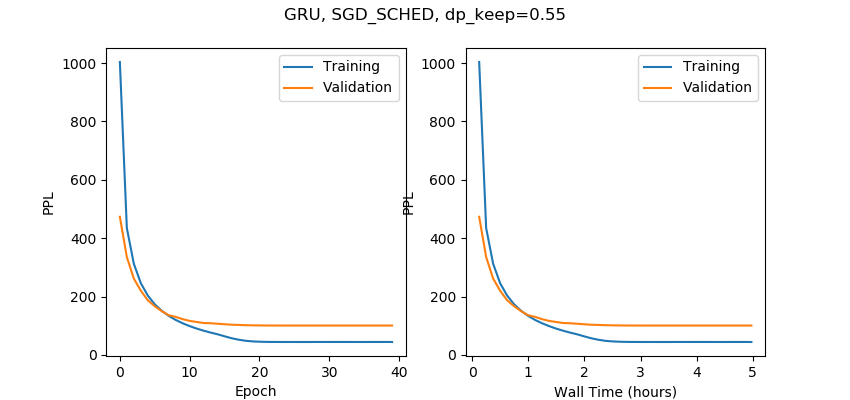 GRU, SGD_SCHED, dp_keep=0.55
1000
800
600
400
200
0
PPL
Training
Validation
0 10 20 30 40
Epoch
1000
800
600
400
200
0
PPL
Training
Validation
0 1 2 3 4 5
Wall Time (hours)